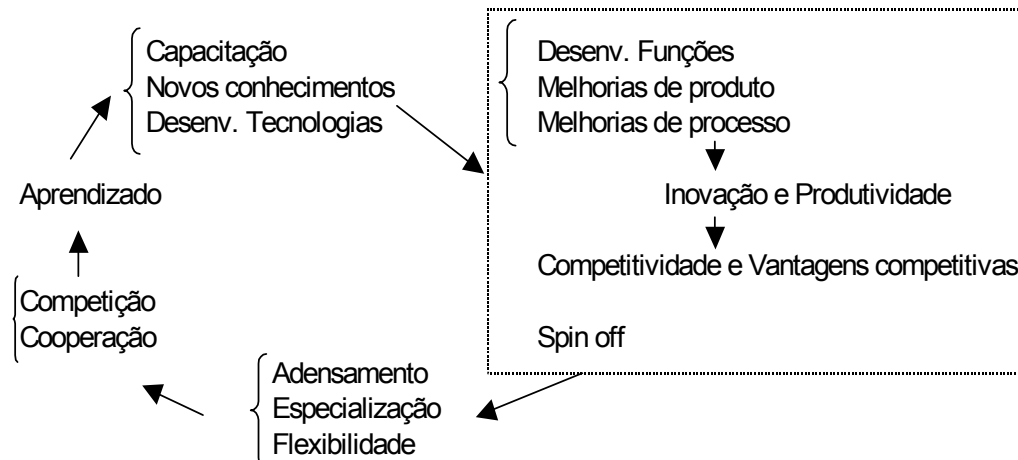 Capacitação
Novos conhecimentos
Desenv. Tecnologias
Desenv. Funções
Melhorias de produto
Melhorias de processo
Inovação e Produtividade
Competitividade e Vantagens competitivas
Spin off
Adensamento
Especialização
Flexibilidade
Competição
Cooperação
Aprendizado